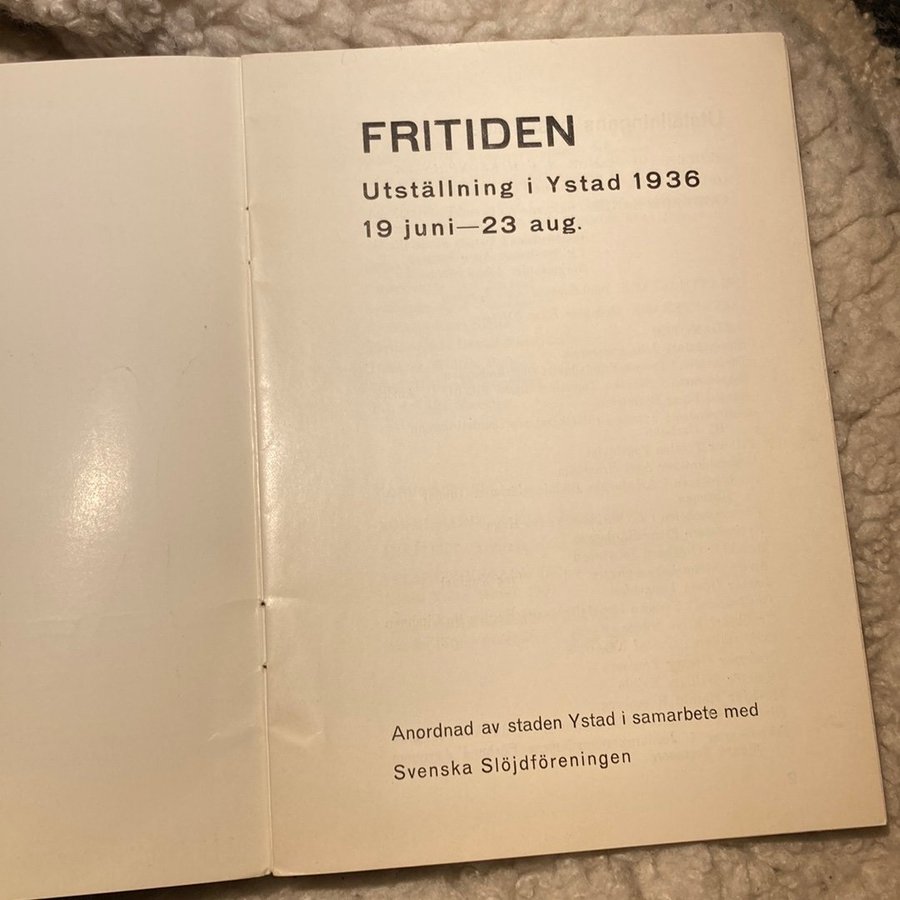 FRITIDEN
Utställning i Ystad 1936
19 juni—23 aug.
Anordnad av staden Ystad i samarbete med
Svenska Slöjdföreningen